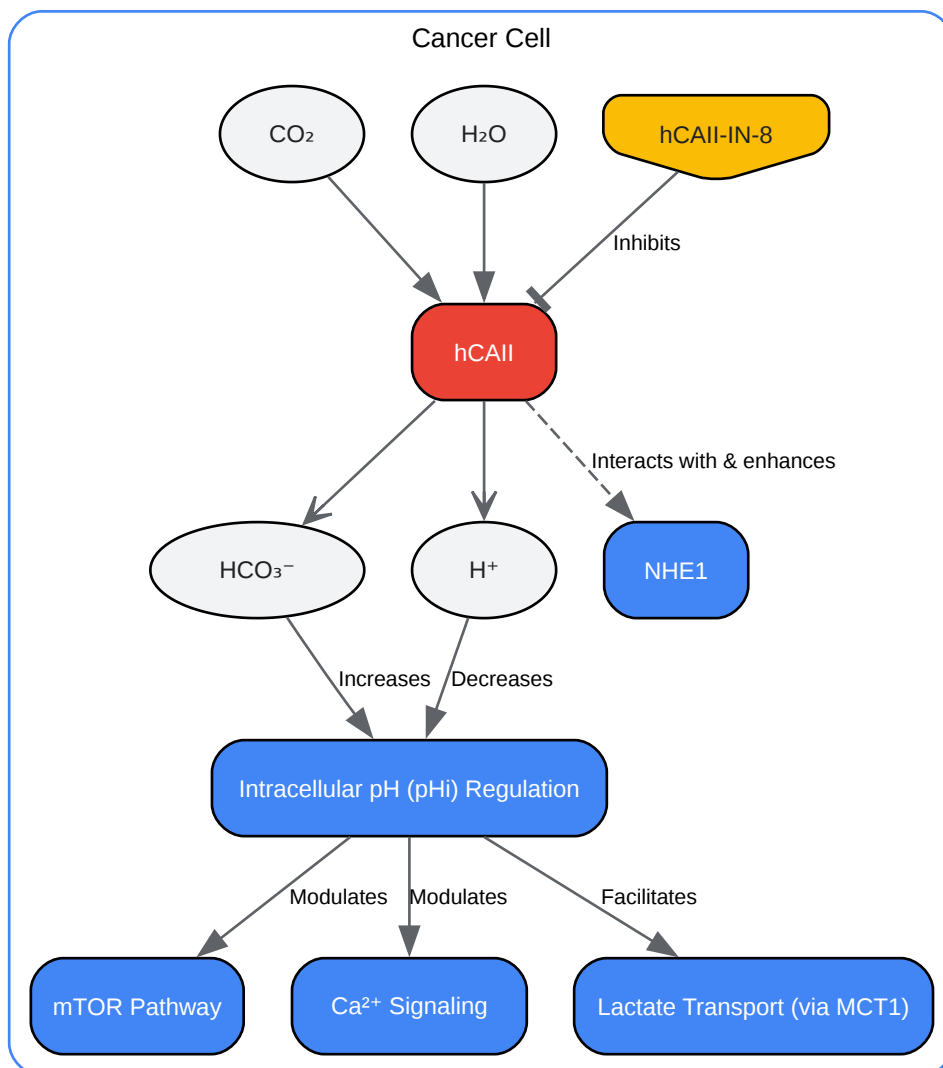 Cancer Cell
CO₂
H₂O
hCAII-IN-8
Inhibits
hCAII
Interacts with & enhances
HCO₃⁻
H⁺
NHE1
Increases
Decreases
Intracellular pH (pHi) Regulation
Modulates
Modulates
Facilitates
mTOR Pathway
Ca²⁺ Signaling
Lactate Transport (via MCT1)